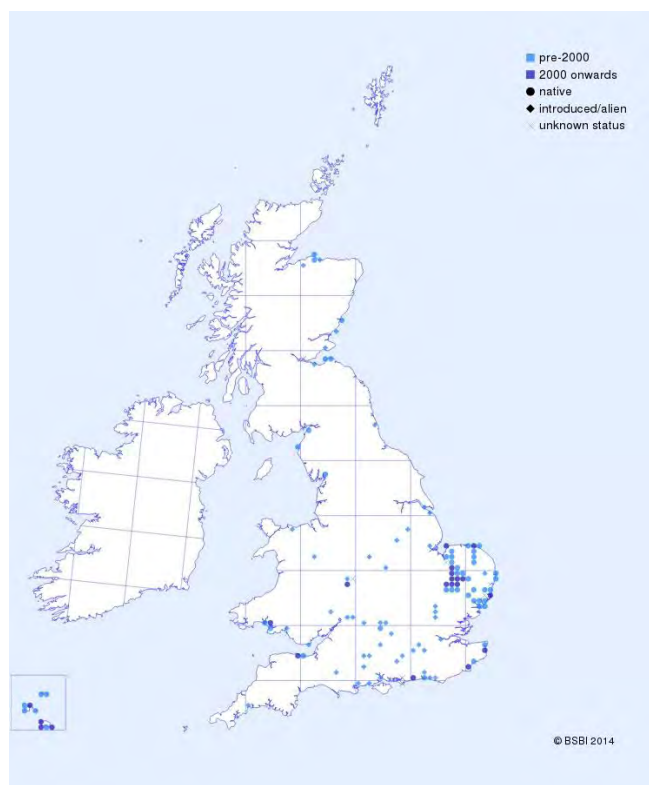 pre-2000
2000 onwards
native
introduced/alien
unknown status
© BSBI 2014